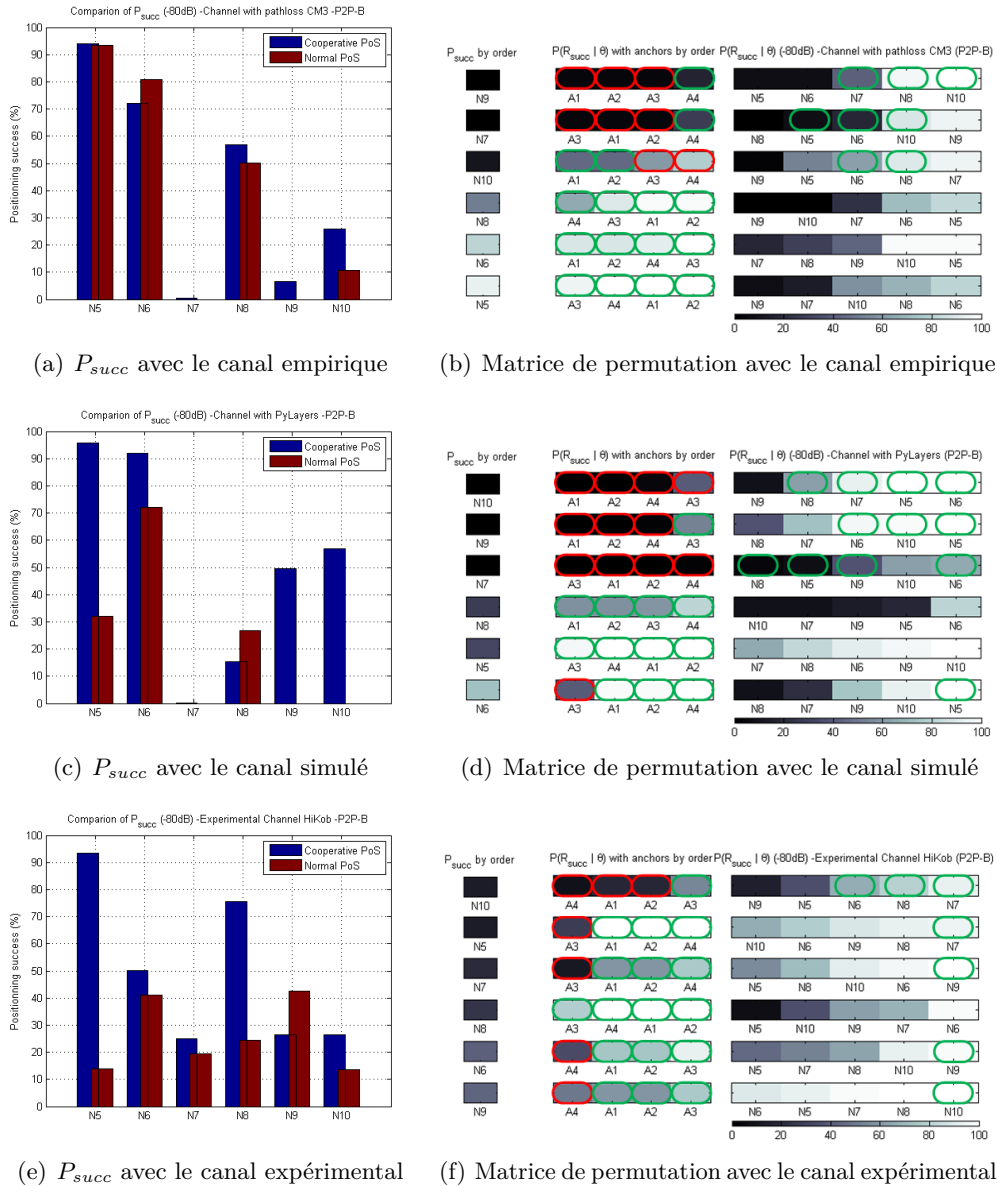 Comparion of P_succ (-80dB) -Channel with pathloss CM3 -P2P-B
Cooperative PoS
Normal PoS
Positionning success (%)
100
90
80
70
60
50
40
30
20
10
0
N5 N6 N7 N8 N9 N10
P_succ by order
P(R_succ | θ) with anchors by order
P(R_succ | θ) (-80dB) -Channel with pathloss CM3 (P2P-B)
N9
A1 A2 A3 A4
N5 N6 N7 N8 N10
N7
A3 A1 A2 A4
N8 N5 N6 N10 N9
N10
A1 A2 A3 A4
N9 N5 N6 N8 N7
N8
A4 A3 A1 A2
N9 N10 N7 N6 N5
N6
A1 A2 A4 A3
N7 N8 N9 N10 N5
N5
A3 A1 A4 A2
N9 N7 N10 N8 N6
0 20 40 60 80 100
(a) P_succ avec le canal empirique
(b) Matrice de permutation avec le canal empirique
Comparion of P_succ (-80dB) -Channel with PyLayers -P2P-B
Cooperative PoS
Normal PoS
Positionning success (%)
100
90
80
70
60
50
40
30
20
10
0
N5 N6 N7 N8 N9 N10
P_succ by order
P(R_succ | θ) with anchors by order
P(R_succ | θ) (-80dB) -Channel with PyLayers (P2P-B)
N10
A1 A2 A4 A3
N9 N8 N7 N5 N6
N9
A1 A2 A4 A3
N8 N7 N6 N10 N5
N7
A3 A1 A2 A4
N8 N5 N9 N10 N6
N8
A1 A2 A3 A4
N10 N7 N9 N5 N6
N5
A3 A4 A1 A2
N7 N8 N6 N9 N10
N6
A3 A1 A2 A4
N8 N7 N10 N9 N5
0 20 40 60 80 100
(c) P_succ avec le canal simulé
(d) Matrice de permutation avec le canal simulé
Comparion of P_succ (-80dB) -Experimental Channel HiKob -P2P-B
Cooperative PoS
Normal PoS
Positionning success (%)
100
90
80
70
60
50
40
30
20
10
0
N5 N6 N7 N8 N9 N10
P_succ by order
P(R_succ | θ) with anchors by order
P(R_succ | θ) (-80dB) -Experimental Channel HiKob (P2P-B)
N10
A4 A1 A2 A3
N9 N5 N6 N8 N7
N5
A3 A1 A2 A4
N10 N6 N9 N8 N7
N7
A3 A1 A2 A4
N5 N8 N10 N6 N9
N8
A3 A4 A1 A2
N5 N10 N9 N7 N6
N6
A4 A1 A2 A3
N5 N7 N8 N10 N9
N9
A4 A1 A2 A3
N6 N5 N7 N8 N10
0 20 40 60 80 100
(e) P_succ avec le canal expérimental
(f) Matrice de permutation avec le canal expérimental